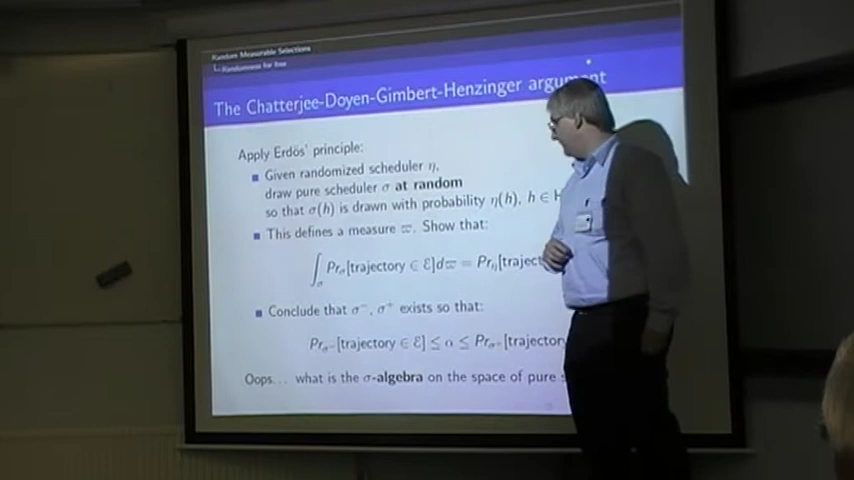 Random Measurable Selections
Randomness for free
The Chatterjee-Doyen-Gimbert-Henzinger argument
Apply Erdös' principle:
Given randomized scheduler η,
draw pure scheduler σ at random
so that σ(h) is drawn with probability η(h), h ∈
This defines a measure ϖ. Show that:
∫σ Prσ[trajectory ∈ ℰ]dϖ = Prη[traject
Conclude that σ⁻, σ⁺ exists so that:
Prσ⁻[trajectory ∈ ℰ] ≤ α ≤ Prσ⁺[trajector
Oops... what is the σ-algebra on the space of pure